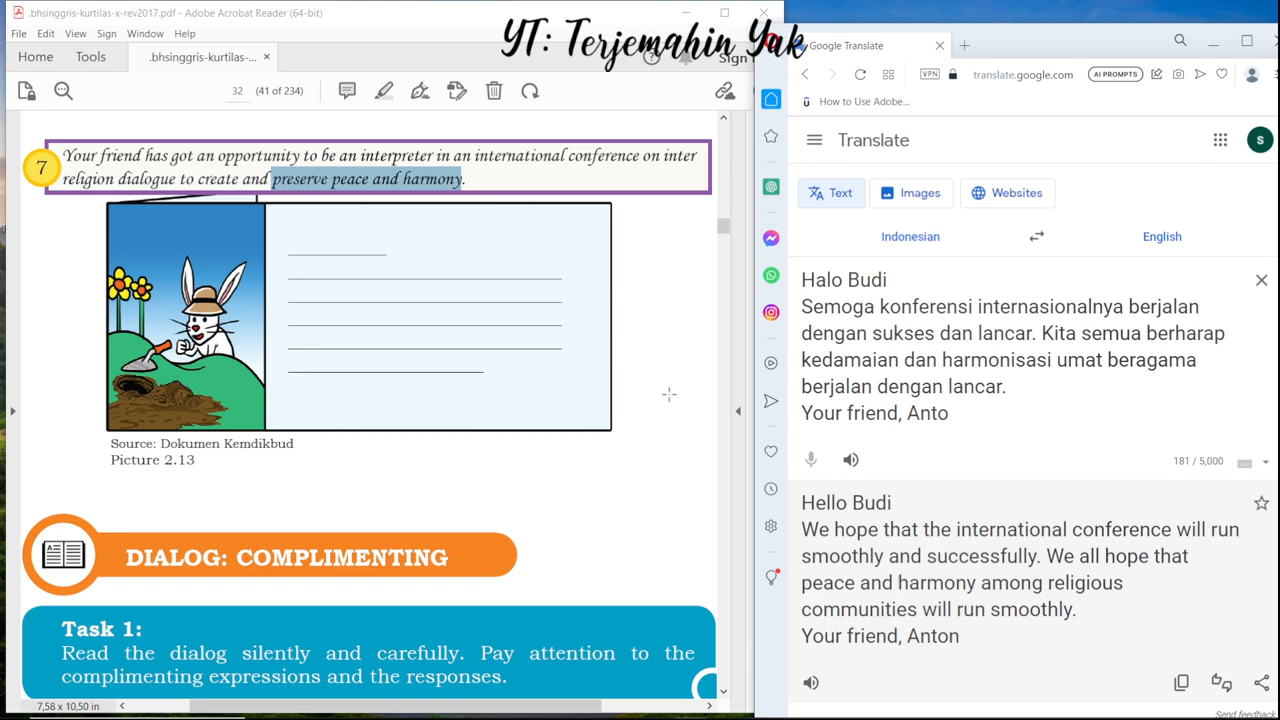 .bhsinggris-kurtilas-x-rev2017.pdf - Adobe Acrobat Reader (64-bit)
File Edit View Sign Window Help
YT: Terjemahin Yak
Home Tools .bhsinggris-kurtilas-... × Sign
32 (41 of 234)
7 Your friend has got an opportunity to be an interpreter in an international conference on inter
religion dialogue to create and preserve peace and harmony.
Source: Dokumen Kemdikbud
Picture 2.13
DIALOG: COMPLIMENTING
Task 1:
Read the dialog silently and carefully. Pay attention to the
complimenting expressions and the responses.
7,58 x 10,50 in
Google Translate
VPN translate.google.com AI PROMPTS
How to Use Adobe...
Translate
S
Text Images Websites
Indonesian English
Halo Budi
Semoga konferensi internasionalnya berjalan
dengan sukses dan lancar. Kita semua berharap
kedamaian dan harmonisasi umat beragama
berjalan dengan lancar.
Your friend, Anto
181 / 5,000
Hello Budi
We hope that the international conference will run
smoothly and successfully. We all hope that
peace and harmony among religious
communities will run smoothly.
Your friend, Anton
Send feedback